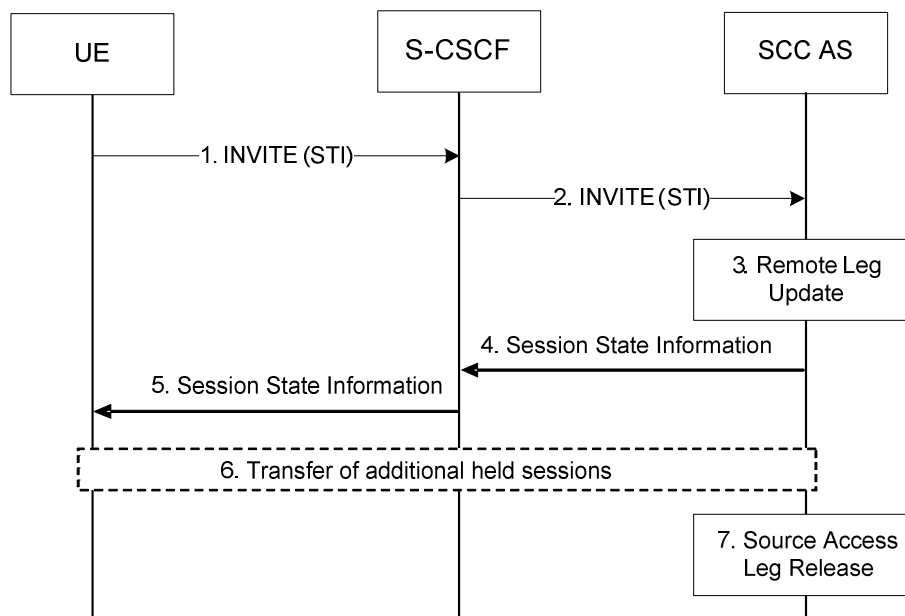 UE
S-CSCF
SCC AS
1. INVITE (STI)
2. INVITE (STI)
3. Remote Leg
Update
4. Session State Information
5. Session State Information
6. Transfer of additional held sessions
7. Source Access
Leg Release